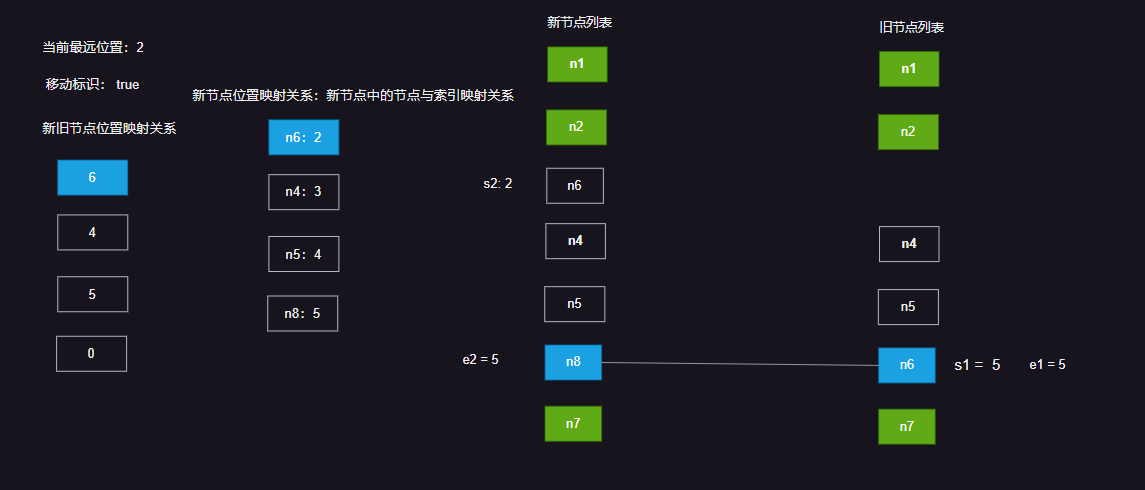 当前最远位置：2
移动标识： true
新旧节点位置映射关系
6
4
5
0
新节点位置映射关系：新节点中的节点与索引映射关系
n6：2
n4：3
n5：4
n8：5
新节点列表
n1
n2
s2: 2
n6
n4
n5
e2 = 5
n8
n7
旧节点列表
n1
n2
n4
n5
n6
s1 = 5
e1 = 5
n7